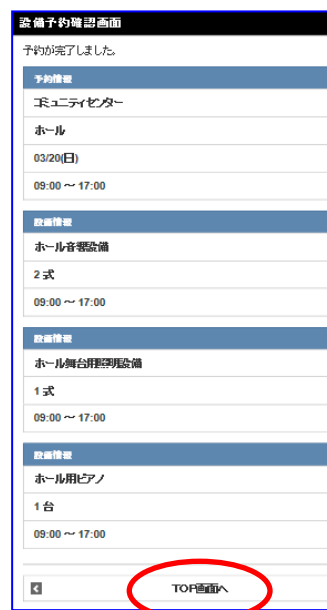 設備予約確認画面
予約が完了しました。
予約情報
コミュニティセンター
ホール
03/20(日)
09:00 ～ 17:00
設備情報
ホール音響設備
2 式
09:00 ～ 17:00
設備情報
ホール舞台用照明設備
1 式
09:00 ～ 17:00
設備情報
ホール用ピアノ
1 台
09:00 ～ 17:00
TOP画面へ